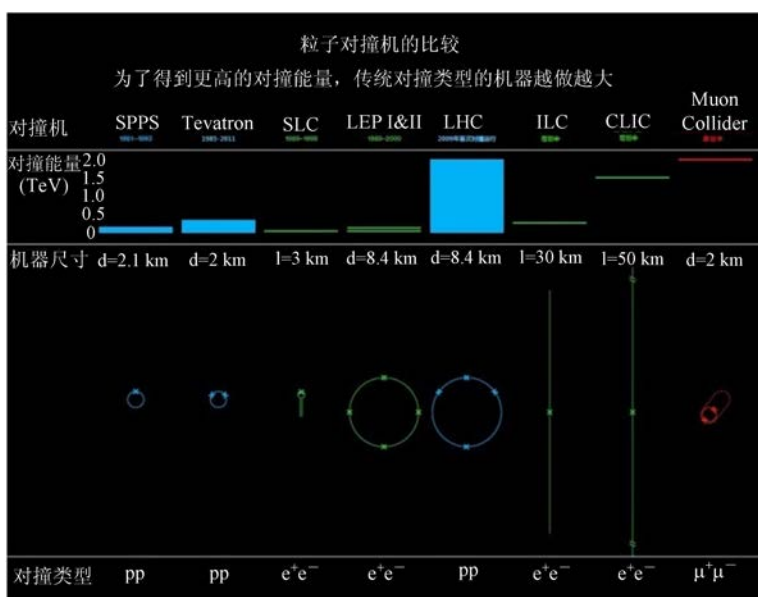 粒子对撞机的比较
为了得到更高的对撞能量，传统对撞类型的机器越做越大
对撞机 SPPS Tevatron SLC LEP I&II LHC ILC CLIC Muon Collider
1985-2011
对撞能量 (TeV)
2.0
1.5
1.0
0.5
0
机器尺寸 d=2.1 km d=2 km l=3 km d=8.4 km d=8.4 km l=30 km l=50 km d=2 km
对撞类型 pp pp e⁺e⁻ e⁺e⁻ pp e⁺e⁻ e⁺e⁻ μ⁺μ⁻